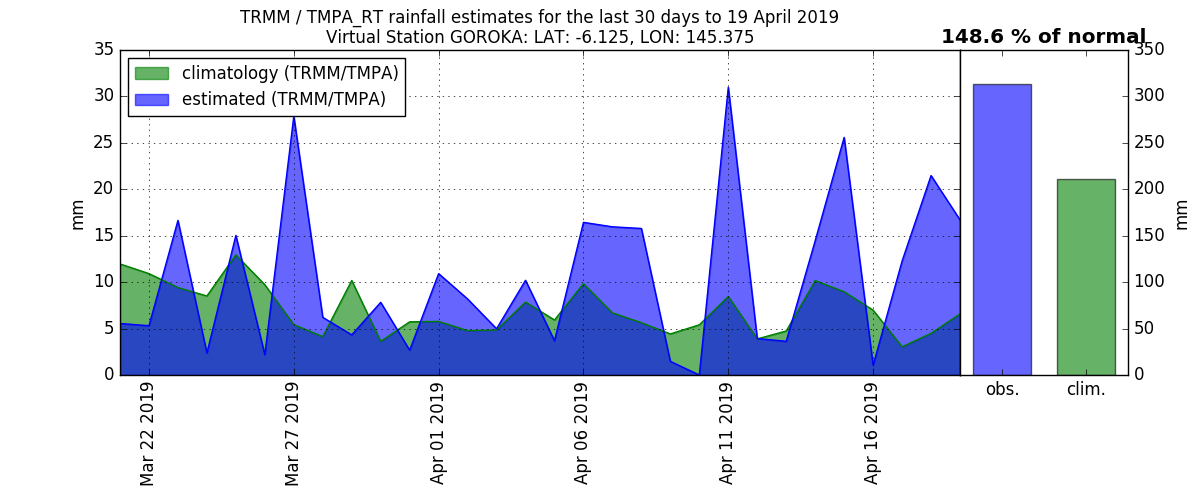 TRMM / TMPA_RT rainfall estimates for the last 30 days to 19 April 2019
Virtual Station GOROKA: LAT: -6.125, LON: 145.375
148.6 % of normal
climatology (TRMM/TMPA)
estimated (TRMM/TMPA)
35
30
25
20
15
10
5
0
mm
Mar 22 2019
Mar 27 2019
Apr 01 2019
Apr 06 2019
Apr 11 2019
Apr 16 2019
obs.
clim.
350
300
250
200
150
100
50
0
mm